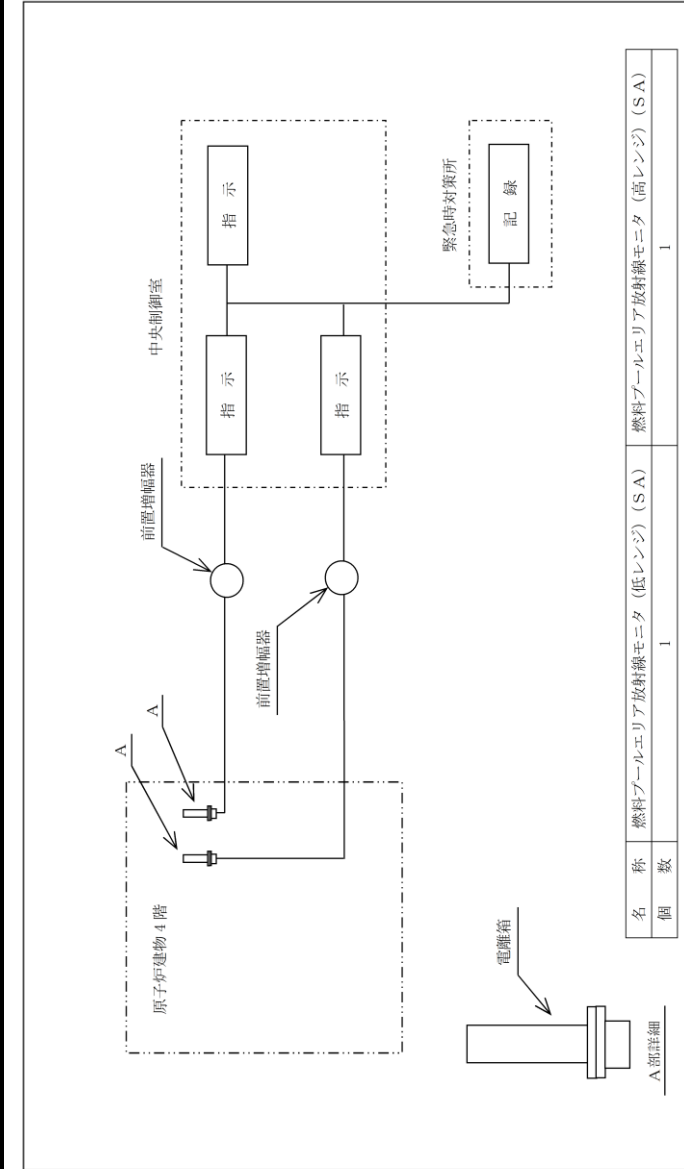 中央制御室
指 示
指 示
指 示
緊急時対策所
記 録
前置増幅器
前置増幅器
A
A
原子炉建物4階
電離箱
A部詳細
名 称 燃料プールエリア放射線モニタ（低レンジ）（SA） 燃料プールエリア放射線モニタ（高レンジ）（SA）
個 数 1 1